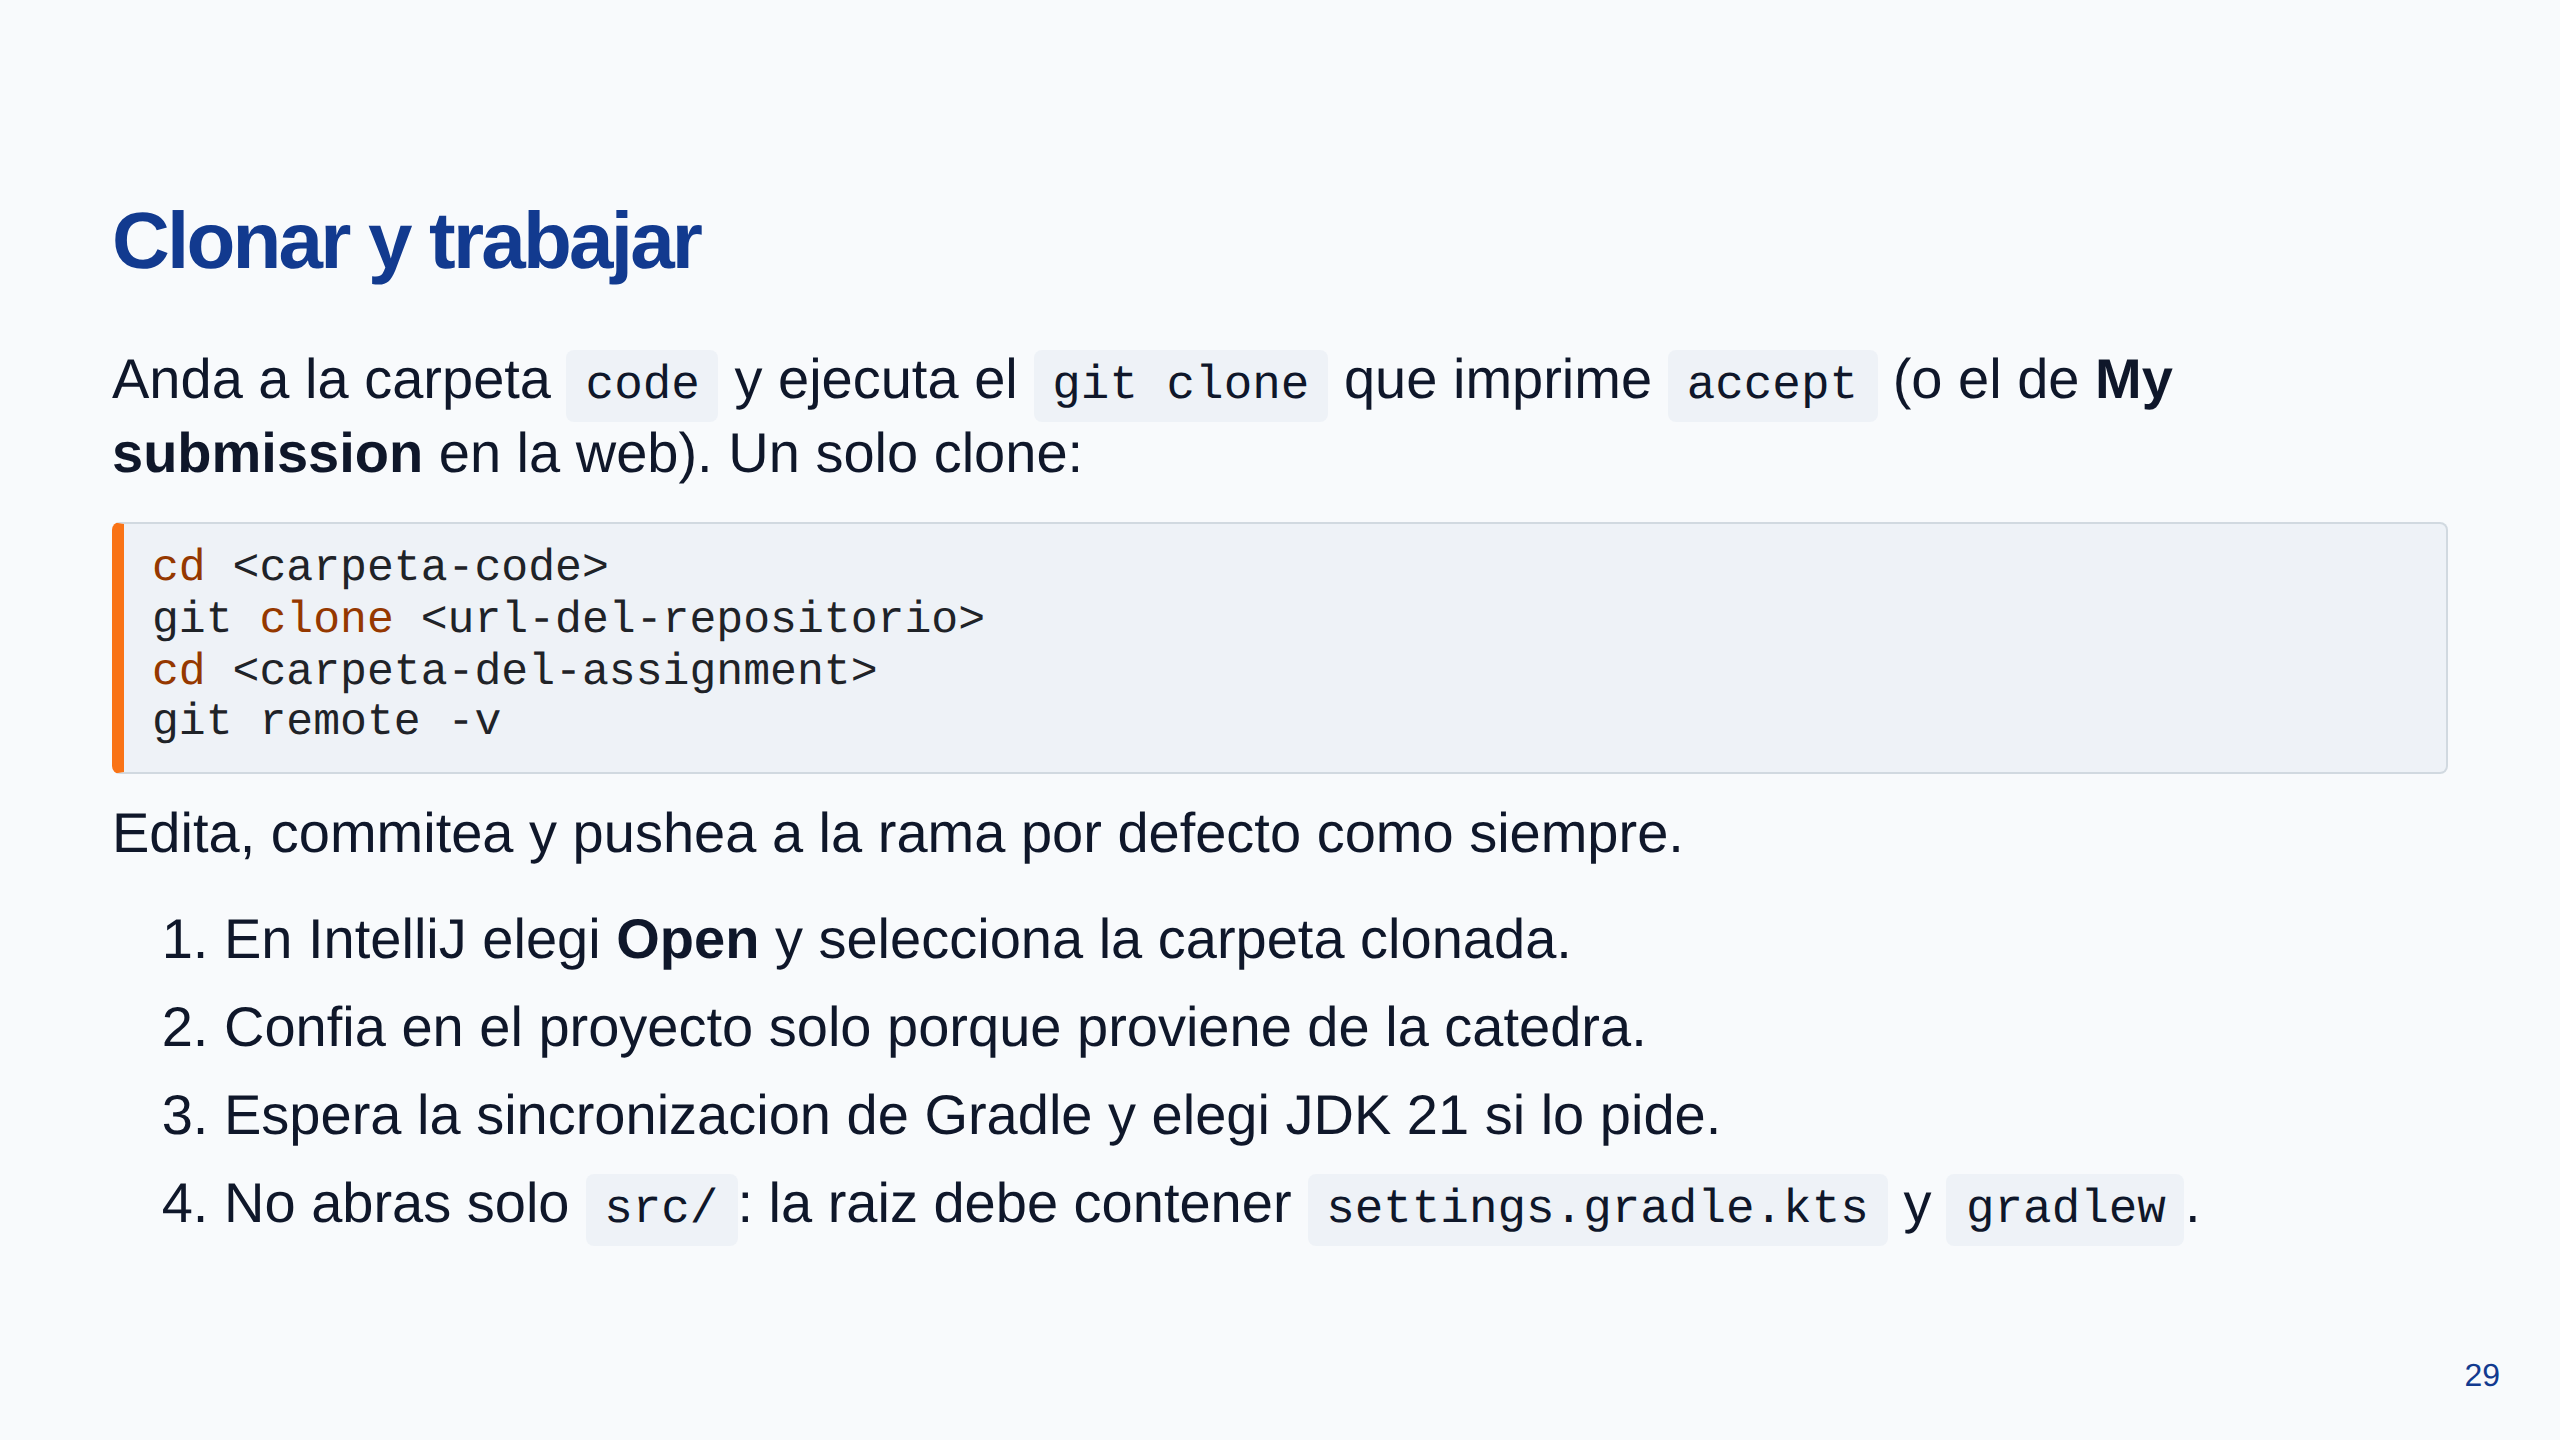 Clonar y trabajar
Anda a la carpeta code y ejecuta el git clone que imprime accept (o el de My
submission en la web). Un solo clone:
cd <carpeta-code>
git clone <url-del-repositorio>
cd <carpeta-del-assignment>
git remote -v
Edita, commitea y pushea a la rama por defecto como siempre.
1. En IntelliJ elegi Open y selecciona la carpeta clonada.
2. Confia en el proyecto solo porque proviene de la catedra.
3. Espera la sincronizacion de Gradle y elegi JDK 21 si lo pide.
4. No abras solo src/: la raiz debe contener settings.gradle.kts y gradlew.
29